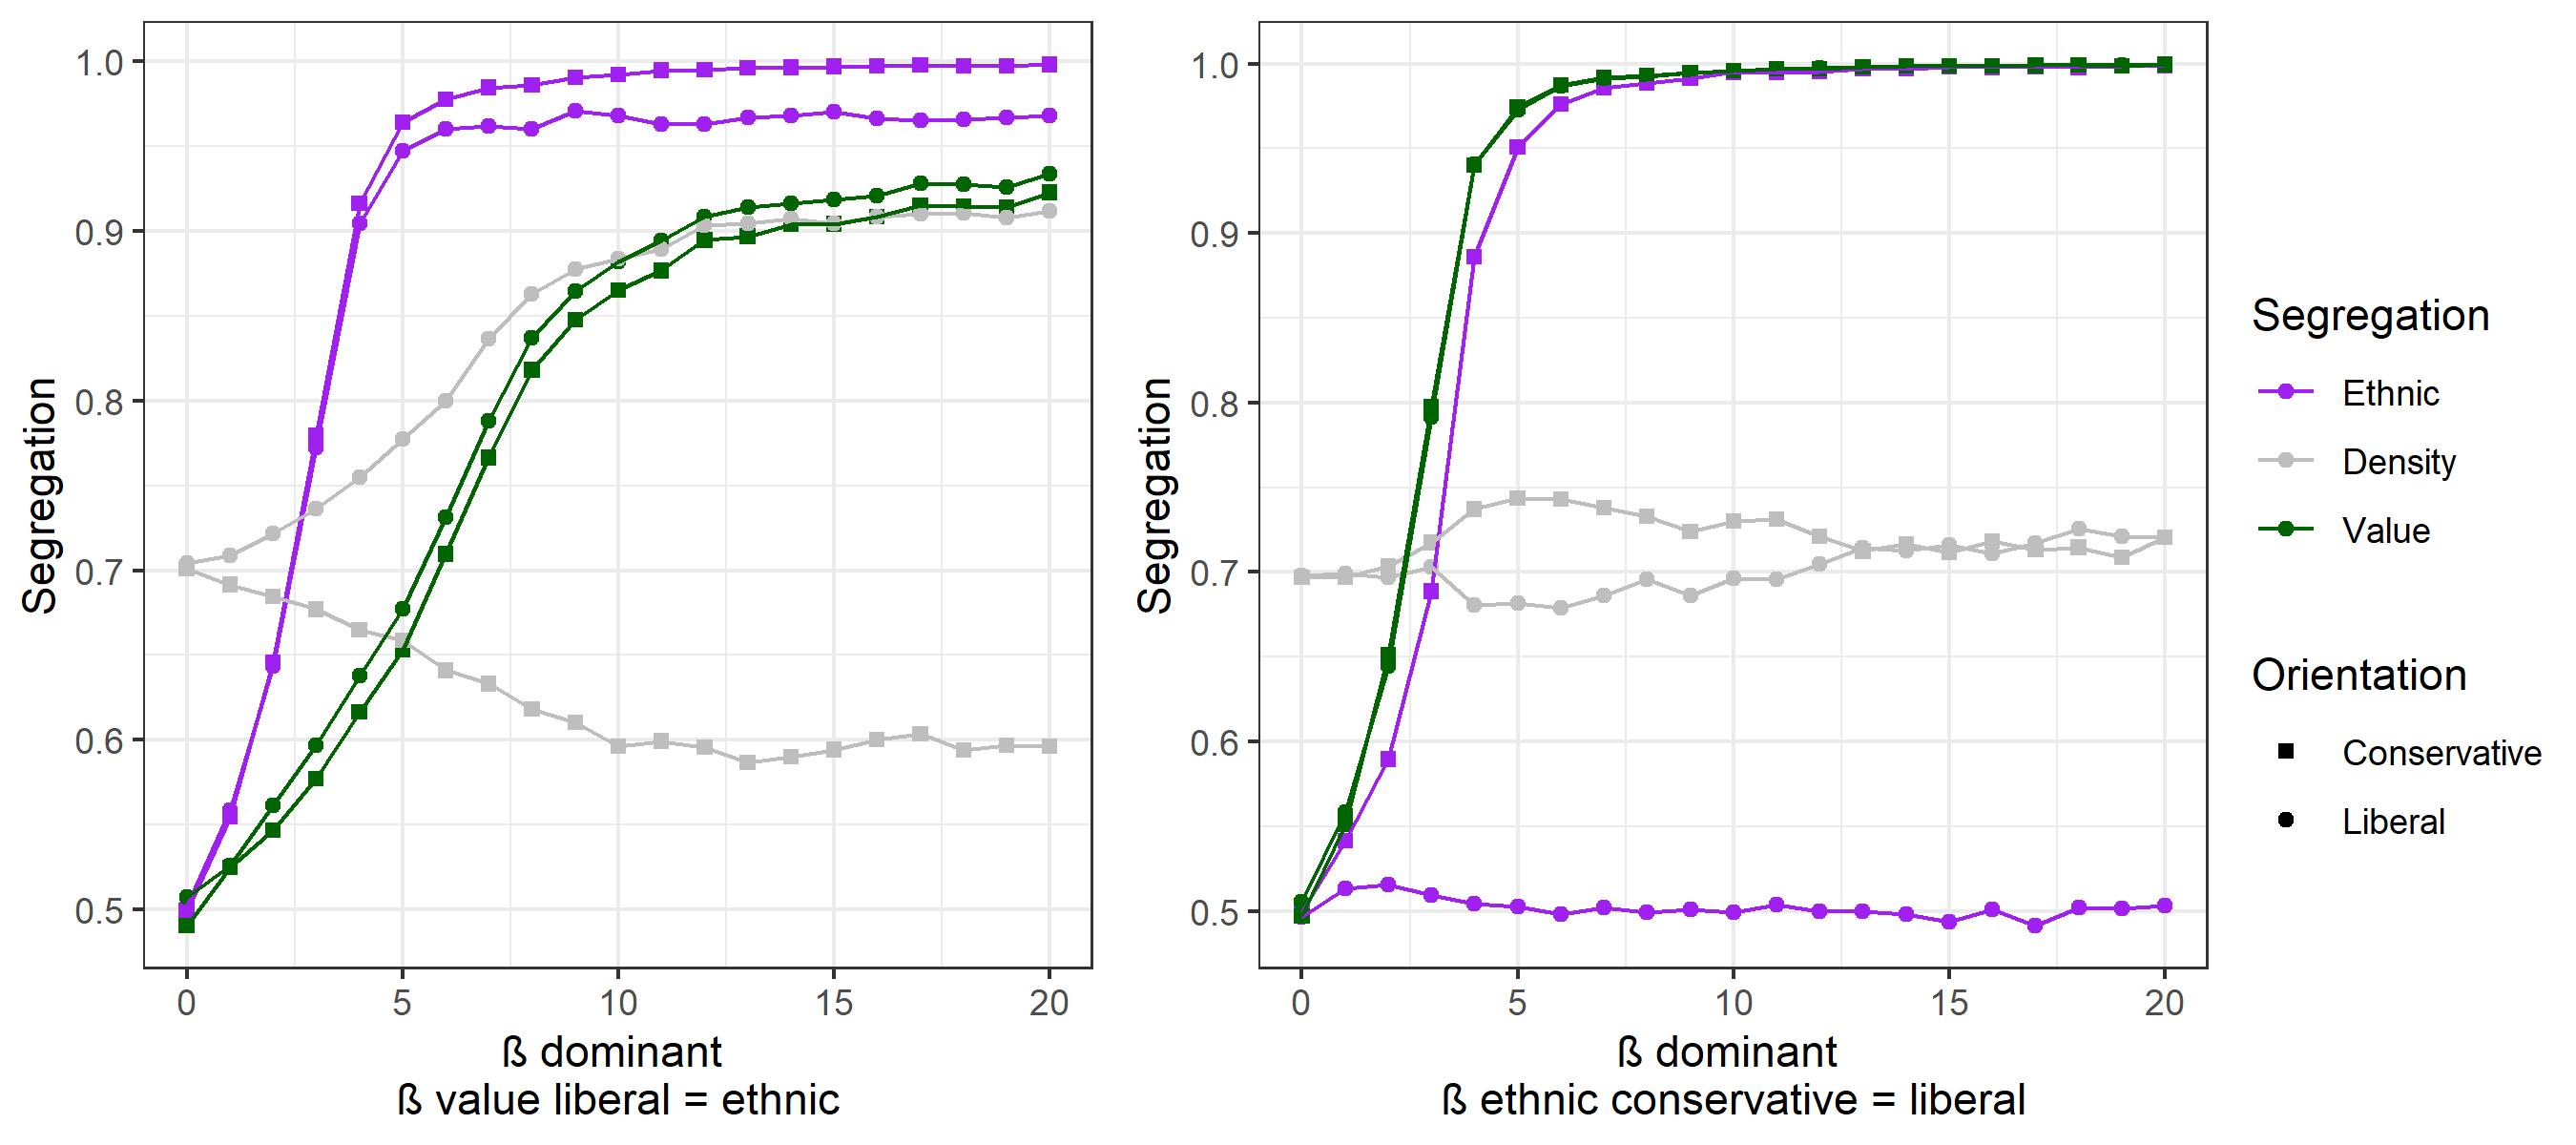 Segregation
1.0
0.9
0.8
0.7
0.6
0.5
0 5 10 15 20
ß dominant
ß value liberal = ethnic
Segregation
1.0
0.9
0.8
0.7
0.6
0.5
0 5 10 15 20
ß dominant
ß ethnic conservative = liberal
Segregation
Ethnic
Density
Value
Orientation
Conservative
Liberal